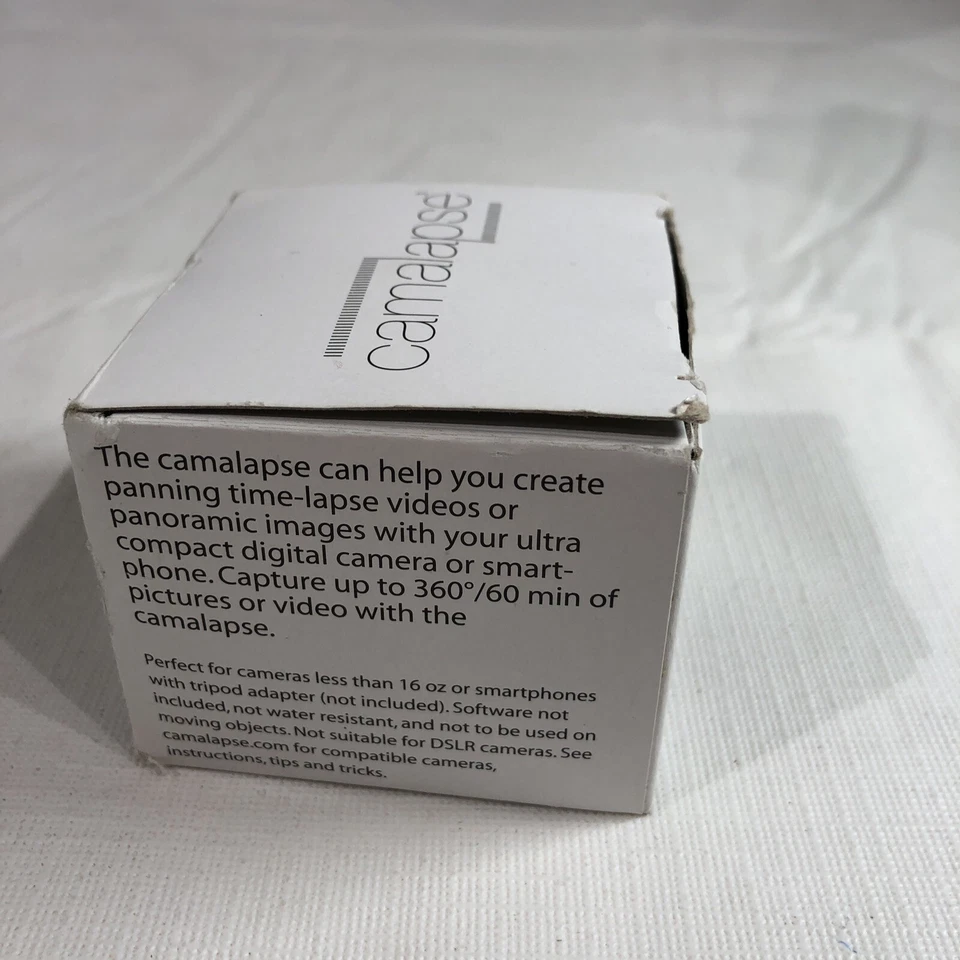 camalapse
The camalapse can help you create
panning time-lapse videos or
panoramic images with your ultra
compact digital camera or smart-
phone. Capture up to 360°/60 min of
pictures or video with the
camalapse.
Perfect for cameras less than 16 oz or smartphones
with tripod adapter (not included). Software not
included, not water resistant, and not to be used on
moving objects. Not suitable for DSLR cameras. See
camalapse.com for compatible cameras,
instructions, tips and tricks.